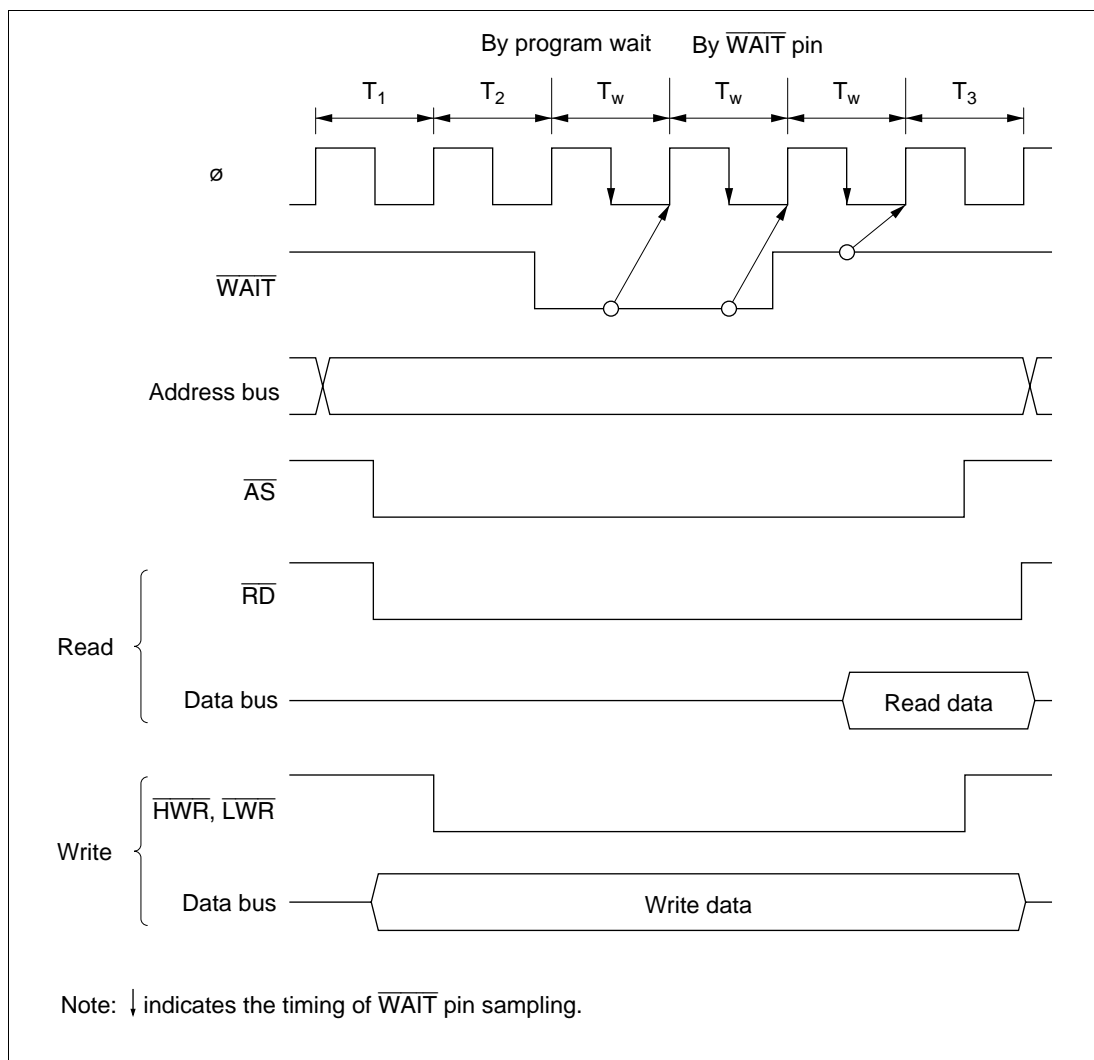 By program wait By WAIT pin
T1 T2 Tw Tw Tw T3
ø
WAIT
Address bus
AS
RD
Read
Data bus Read data
HWR, LWR
Write
Data bus Write data
Note: ↓ indicates the timing of WAIT pin sampling.